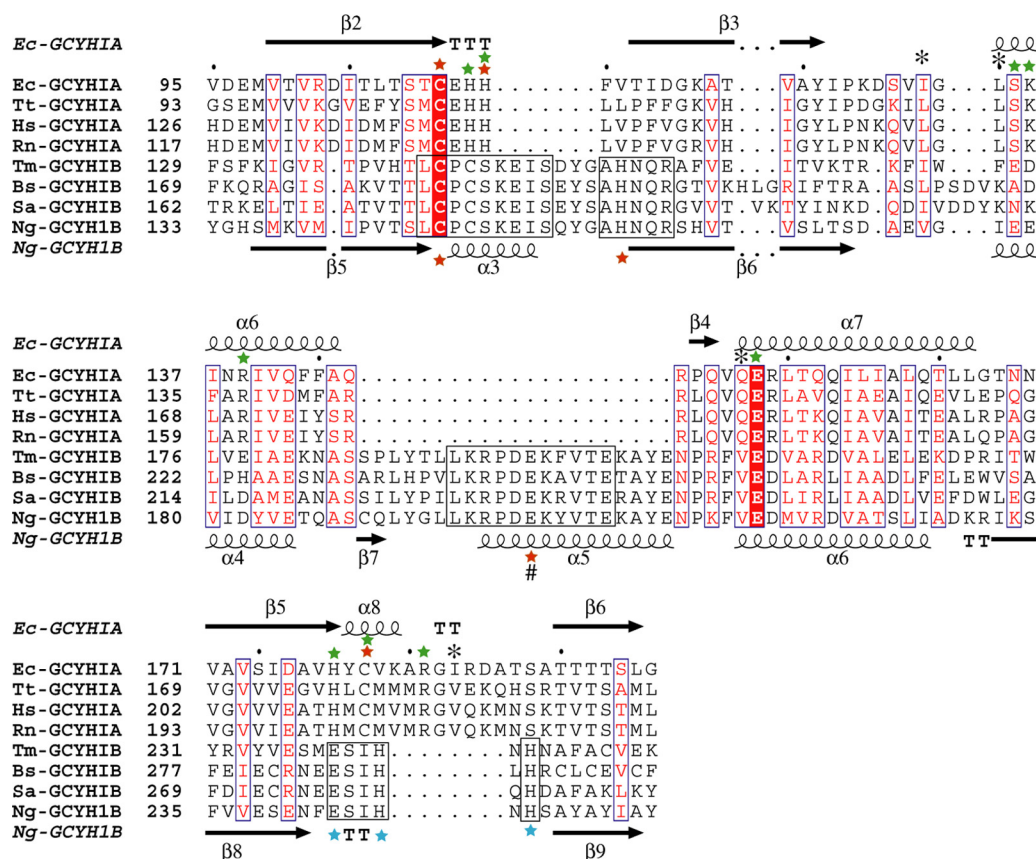 β2 β3
Ec-GCYHIA TTT
* *
Ec-GCYHIA 95 VDEMVTVRDITLTSTCEHH.......FVTIDGKAT...VAYIPKDSVIG...LSK
Tt-GCYHIA 93 GSEMVTVKGVEFYSMCEHH.......LLPFFGKVH...IGYIPDGKILG...LSK
Hs-GCYHIA 126 HDEMVIVKDIDMFSMCEHH.......LVPFVGKVH...IGYLPNKQVLG...LSK
Rn-GCYHIA 117 HDEMVIVKDIDMFSMCEHH.......LVPFVGRVH...IGYLPNKQVLG...LSK
Tm-GCYHIB 129 FSFKIGVR.TPVHTLCPCSKEISDYGAHNQRAFVE...ITVKTR.KFIW...FED
Bs-GCYHIB 169 FKQRAGIS.AKVTTLCPCSKEISEYSAHNQRGTVKHLGRIFTRA.ASLPSDVKAD
Sa-GCYHIB 162 TRKELTIE.ATVTTLCPCSKEISEYSAHNQRGVVT.VKTYINKD.QDIVDDYKNK
Ng-GCYH1B 133 YGHSMKVM.IPVTSLCPCSKEISQYGAHNQRSHVT...VSLTSD.AEVG...IEE
Ng-GCYH1B
β5 α3 β6
α6 β4 α7
Ec-GCYHIA
*
Ec-GCYHIA 137 INRIVQFFAQ.....................RPQVQERLTQQILIALQTLLGTNN
Tt-GCYHIA 135 FARIVDMFAR.....................RLQVQERLAVQIAEAIQEVLEPQG
Hs-GCYHIA 168 LARIVEIYSR.....................RLQVQERLTKQIAVAITEALRPAG
Rn-GCYHIA 159 LARIVEIYSR.....................RLQVQERLTKQIAVAITEALQPAG
Tm-GCYHIB 176 LVEIAEKNASSPLYTLLKRPDEKFVTEKAYENPRFVEDVARDVALELEKDPRITW
Bs-GCYHIB 222 LPHAAESNASARLHPVLKRPDEKAVTETAYENPRFVEDLARLIAADLFELEWVSA
Sa-GCYHIB 214 ILDAMEANASSILYPILKRPDEKRVTERAYENPRFVEDLIRLIAADLVEFDWLEG
Ng-GCYH1B 180 VIDYVETQASCQLYGLLKRPDEKYVTEKAYENPKFVEDMVRDVATSLIADKRIKS
Ng-GCYH1B TT
α4 β7 # α5 α6
β5 α8 β6
Ec-GCYHIA TT
*
Ec-GCYHIA 171 VAVSIDAVHYCVKARGIRDATSATTTTSLG
Tt-GCYHIA 169 VGVVVEGVHLCMMMRGVEKQHSRTVTSAML
Hs-GCYHIA 202 VGVVVEATHMCMVMRGVQKMNSKTVTSTML
Rn-GCYHIA 193 VGVVIEATHMCMVMRGVQKMNSKTVTSTML
Tm-GCYHIB 231 YRVYVESMESIH........NHNAFACVEK
Bs-GCYHIB 277 FEIECRNEESIH........LHRCLCEVCF
Sa-GCYHIB 269 FDIECRNEESIH........QHDAFAKLKY
Ng-GCYH1B 235 FVVESENFESIH........NHSAYAYIAY
Ng-GCYH1B TT
β8 β9